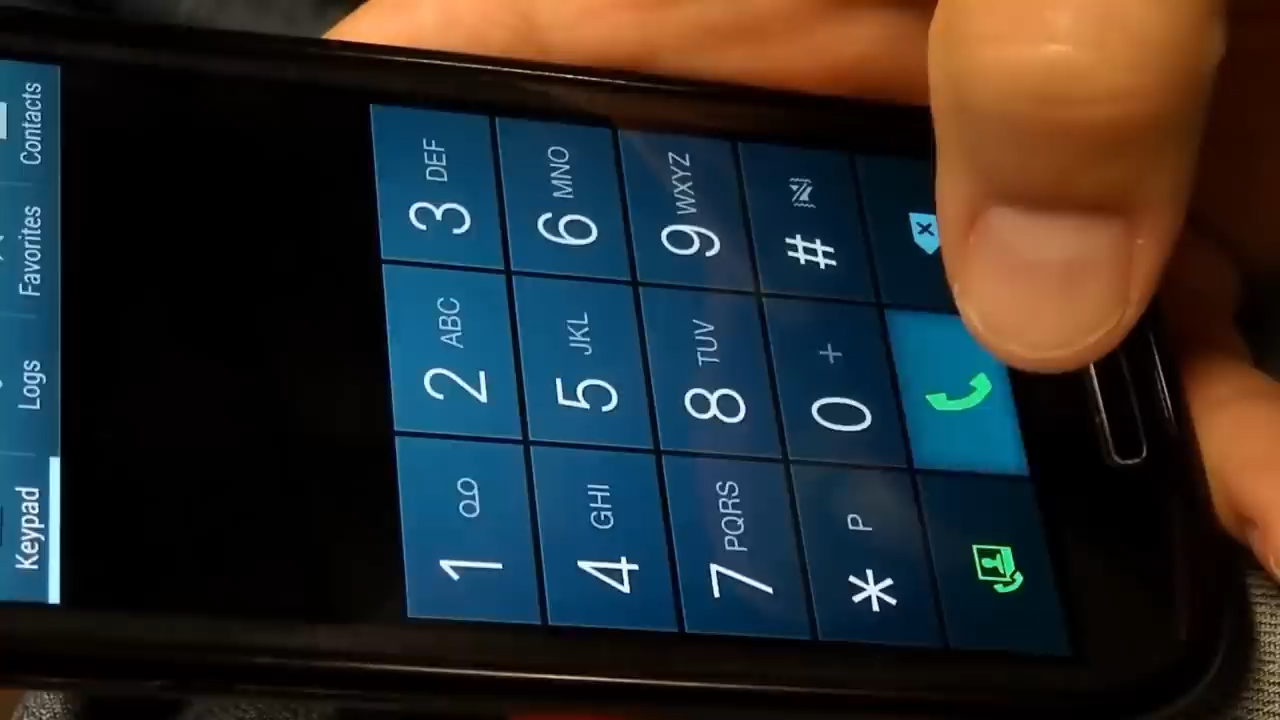 Keypad Logs Favorites Contacts
1 2 ABC 3 DEF
4 GHI 5 JKL 6 MNO
7 PQRS 8 TUV 9 WXYZ
* P 0 + #